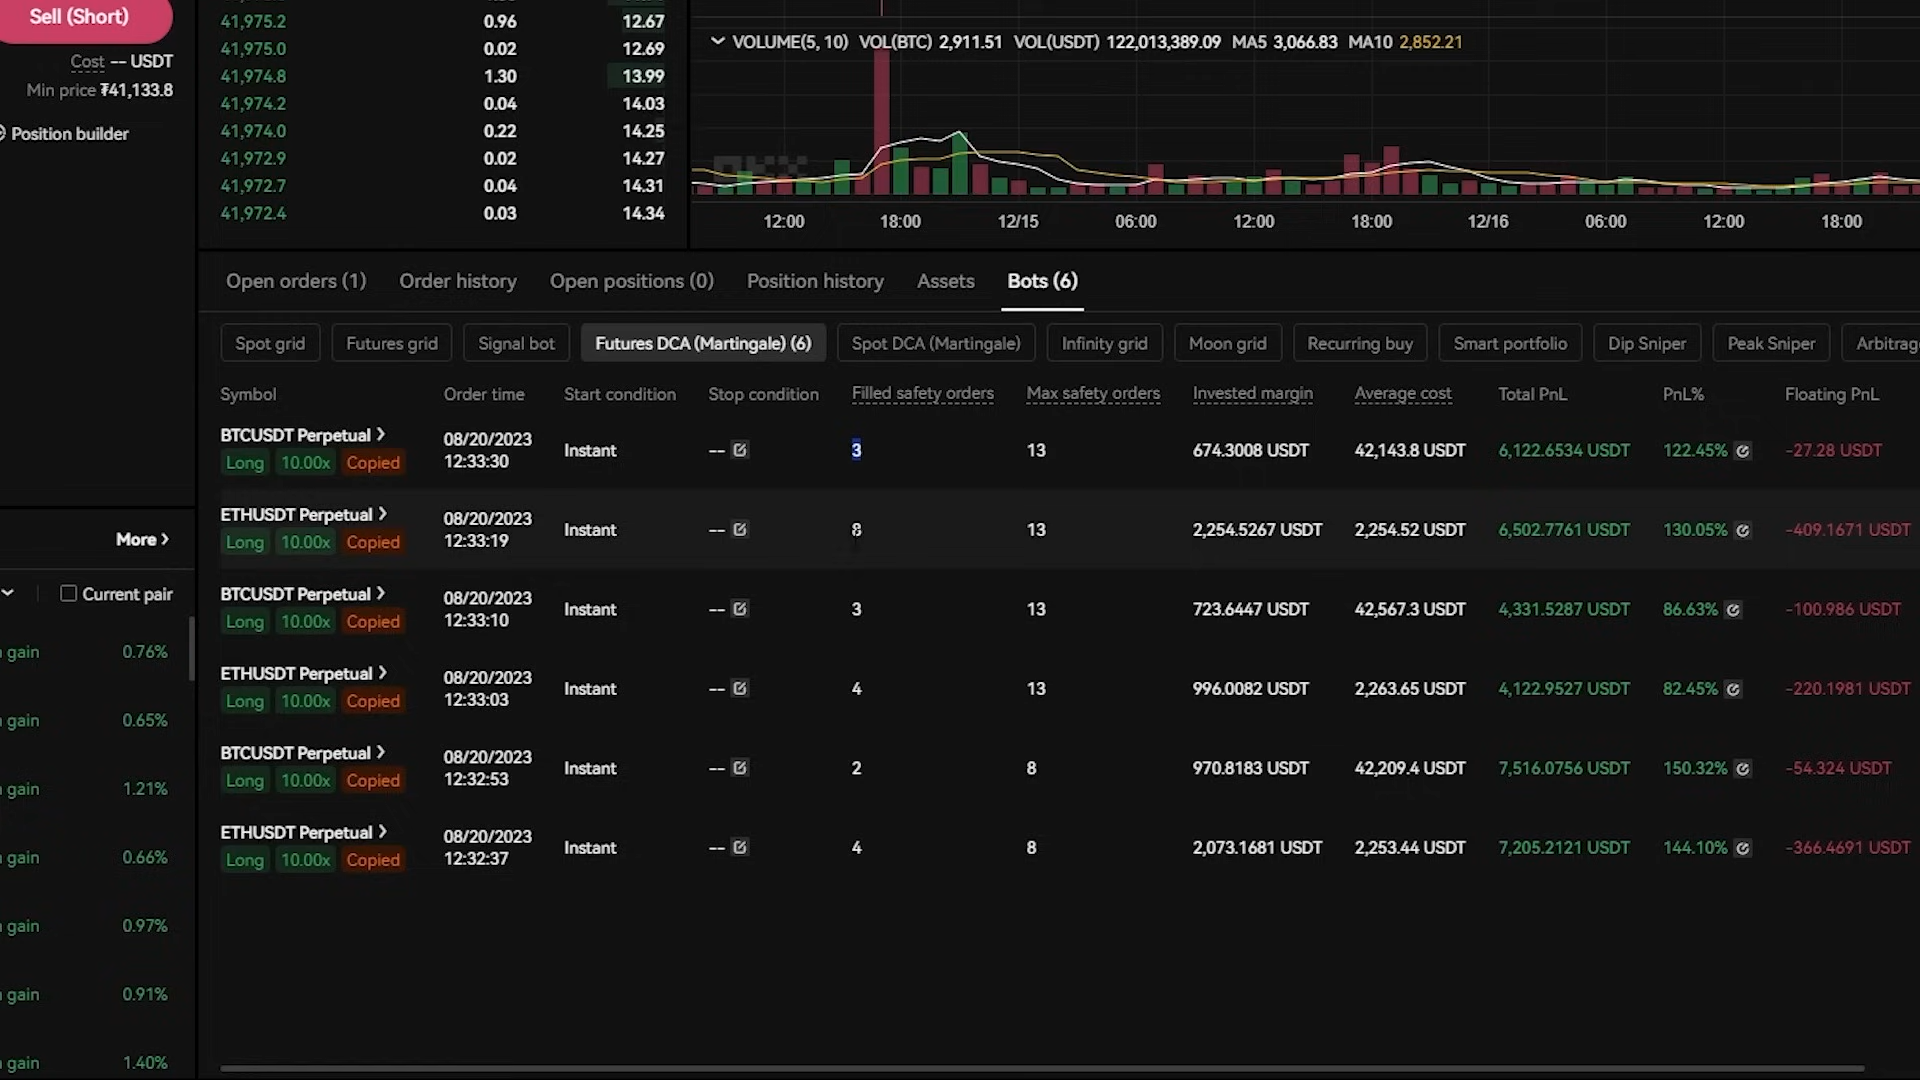 Sell (Short)
Cost -- USDT
Min price ₮41,133.8
Position builder
More >
Current pair
gain 0.76%
gain 0.65%
gain 1.21%
gain 0.66%
gain 0.97%
gain 0.91%
gain 1.40%
41,975.2 0.96 12.67
41,975.0 0.02 12.69
41,974.8 1.30 13.99
41,974.2 0.04 14.03
41,974.0 0.22 14.25
41,972.9 0.02 14.27
41,972.7 0.04 14.31
41,972.4 0.03 14.34
VOLUME(5, 10) VOL(BTC) 2,911.51 VOL(USDT) 122,013,389.09 MA5 3,066.83 MA10 2,852.21
12:00 18:00 12/15 06:00 12:00 18:00 12/16 06:00 12:00 18:00
Open orders (1) Order history Open positions (0) Position history Assets Bots (6)
Spot grid Futures grid Signal bot Futures DCA (Martingale) (6) Spot DCA (Martingale) Infinity grid Moon grid Recurring buy Smart portfolio Dip Sniper Peak Sniper Arbitrag
Symbol Order time Start condition Stop condition Filled safety orders Max safety orders Invested margin Average cost Total PnL PnL% Floating PnL
BTCUSDT Perpetual > 08/20/2023
Long 10.00x Copied 12:33:30 Instant -- 3 13 674.3008 USDT 42,143.8 USDT 6,122.6534 USDT 122.45% -27.28 USDT
ETHUSDT Perpetual > 08/20/2023
Long 10.00x Copied 12:33:19 Instant -- 8 13 2,254.5267 USDT 2,254.52 USDT 6,502.7761 USDT 130.05% -409.1671 USDT
BTCUSDT Perpetual > 08/20/2023
Long 10.00x Copied 12:33:10 Instant -- 3 13 723.6447 USDT 42,567.3 USDT 4,331.5287 USDT 86.63% -100.986 USDT
ETHUSDT Perpetual > 08/20/2023
Long 10.00x Copied 12:33:03 Instant -- 4 13 996.0082 USDT 2,263.65 USDT 4,122.9527 USDT 82.45% -220.1981 USDT
BTCUSDT Perpetual > 08/20/2023
Long 10.00x Copied 12:32:53 Instant -- 2 8 970.8183 USDT 42,209.4 USDT 7,516.0756 USDT 150.32% -54.324 USDT
ETHUSDT Perpetual > 08/20/2023
Long 10.00x Copied 12:32:37 Instant -- 4 8 2,073.1681 USDT 2,253.44 USDT 7,205.2121 USDT 144.10% -366.4691 USDT